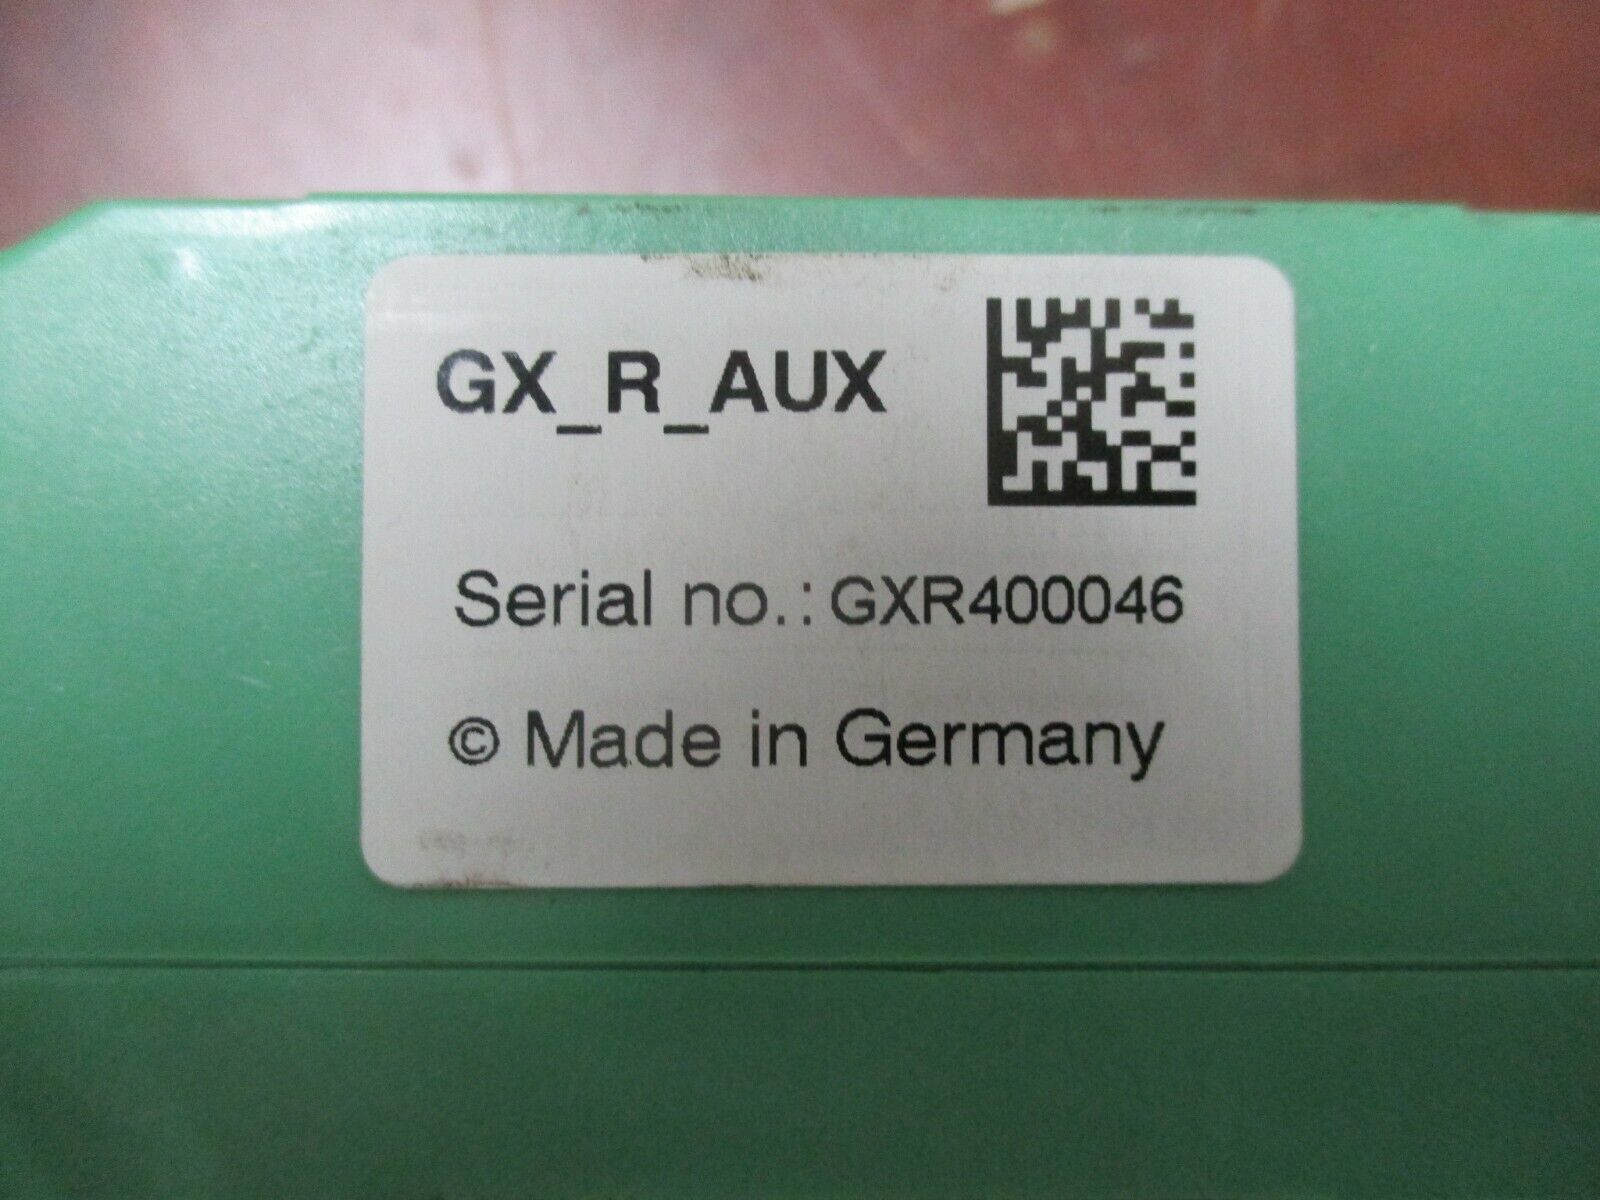 GX_R_AUX
Serial no.: GXR400046
© Made in Germany